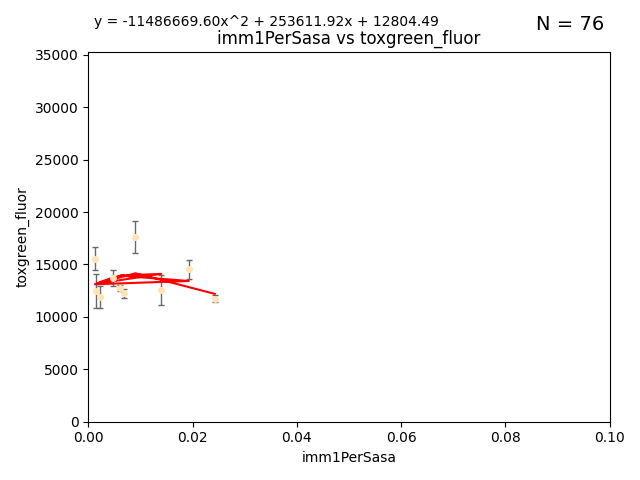 y = -11486669.60x^2 + 253611.92x + 12804.49
N = 76
imm1PerSasa vs toxgreen_fluor
35000
30000
25000
20000
15000
10000
5000
0
toxgreen_fluor
0.00 0.02 0.04 0.06 0.08 0.10
imm1PerSasa